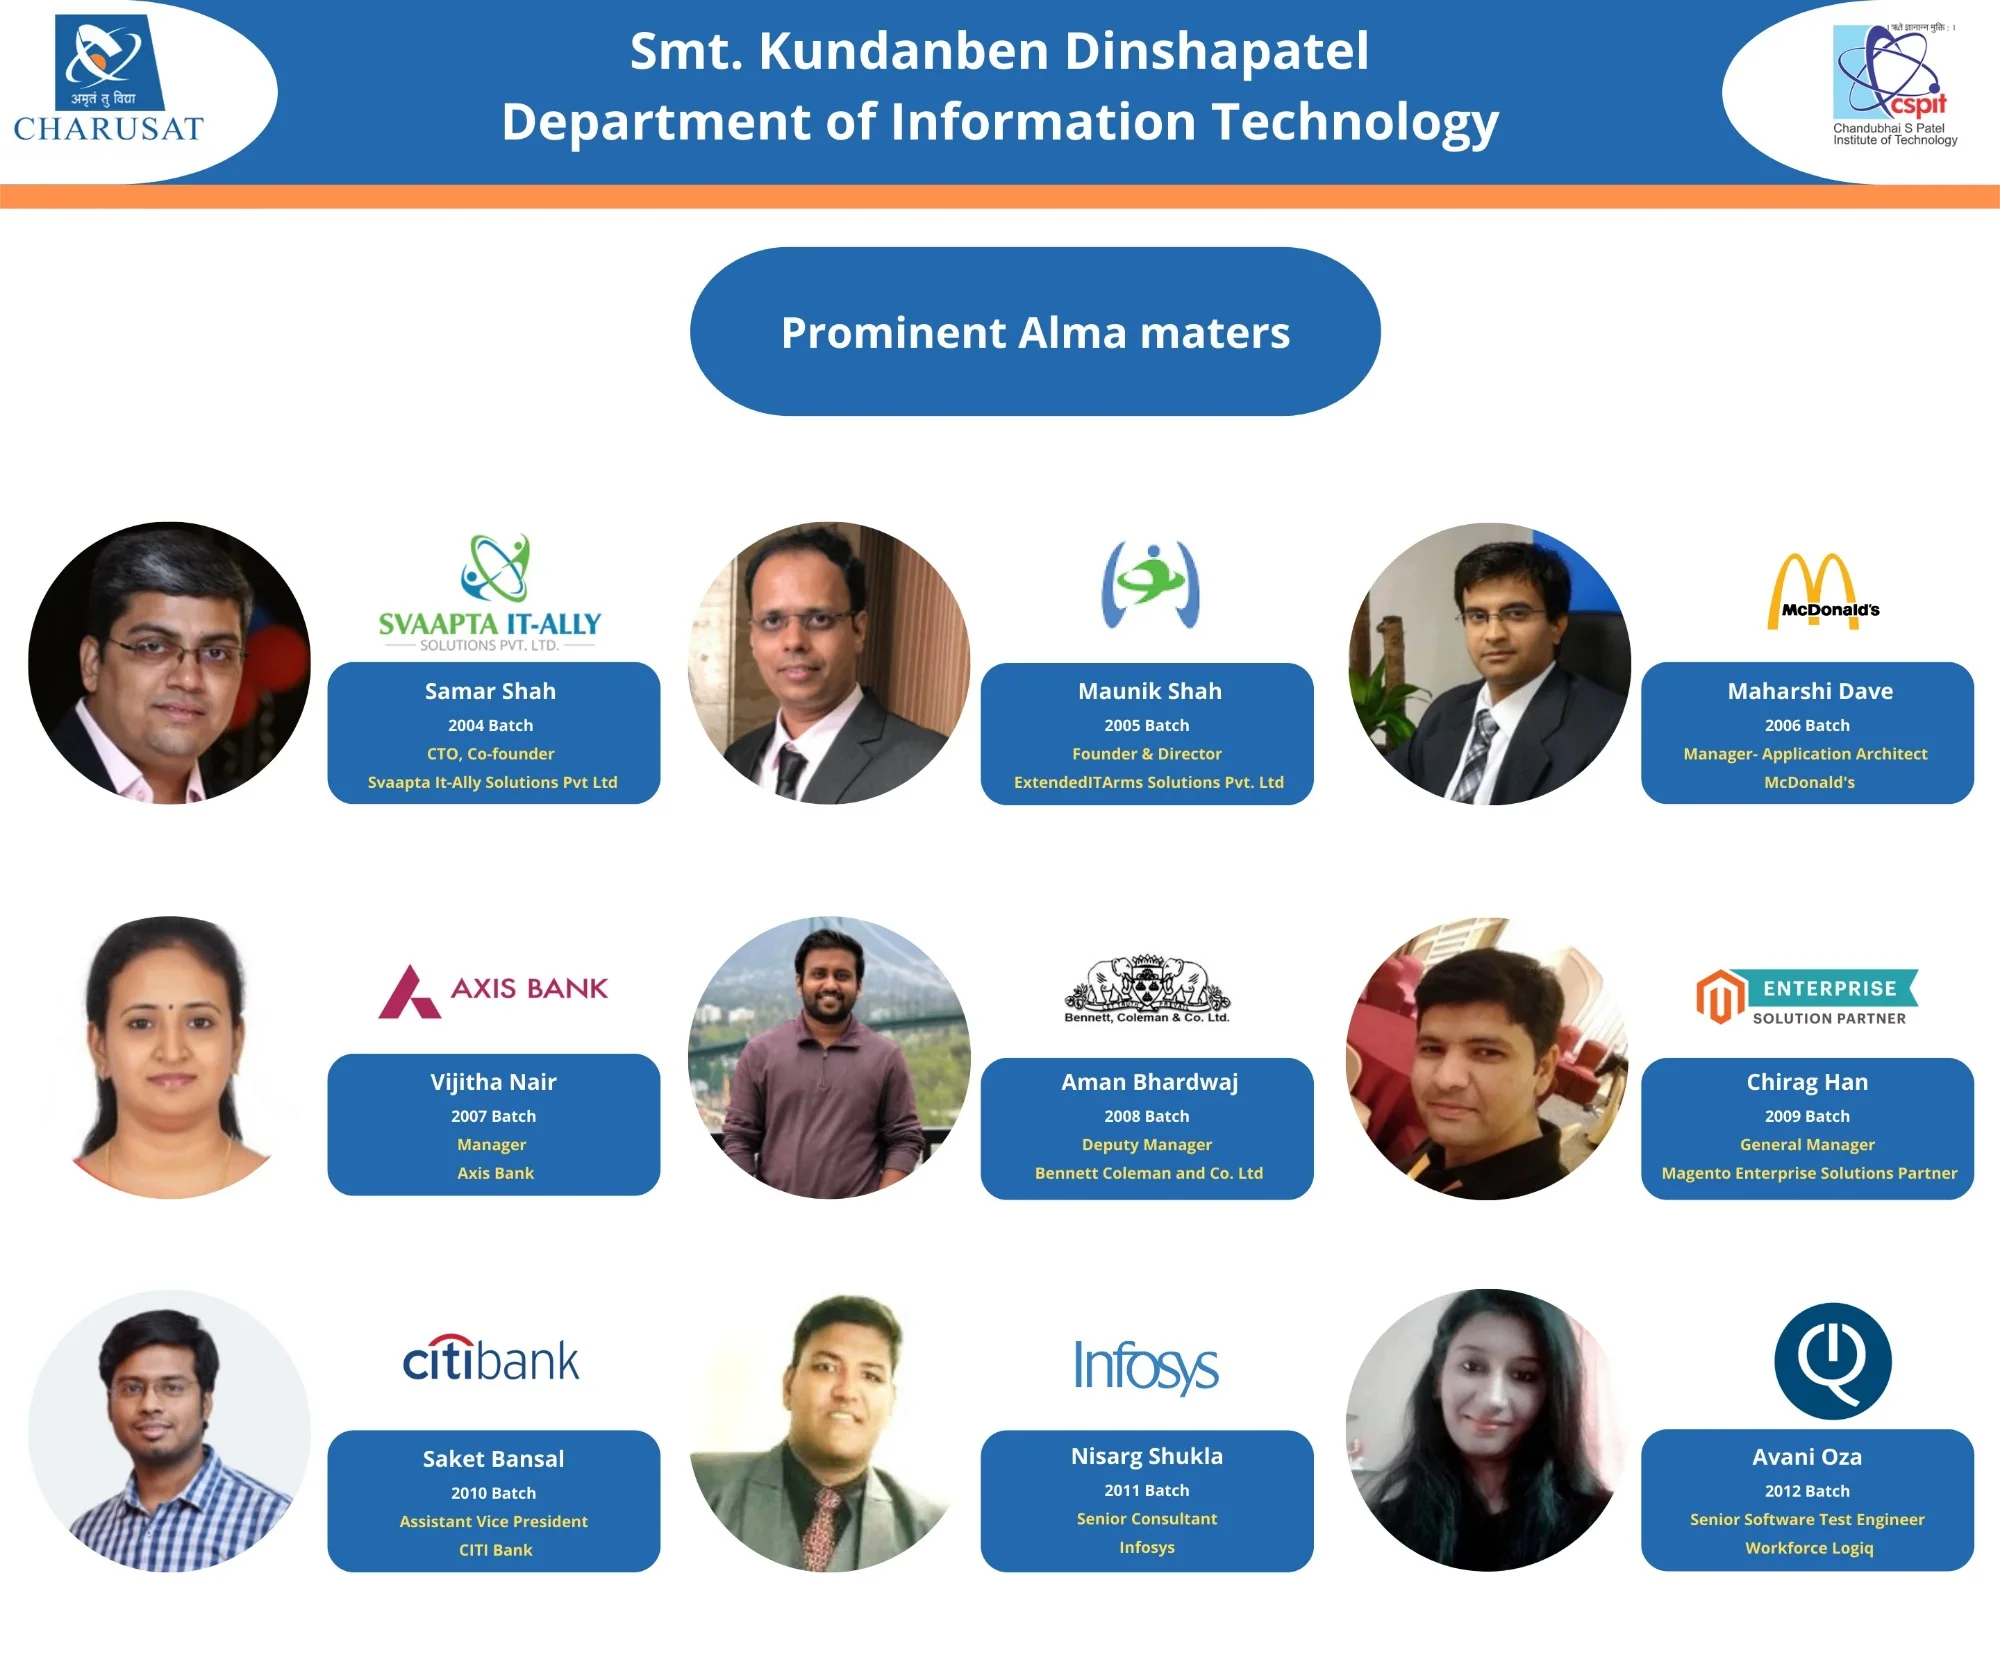 अमृतं तु विद्या
CHARUSAT
Smt. Kundanben Dinshapatel
Department of Information Technology
। ऋते ज्ञानान्न मुक्तिः ।
cspit
Chandubhai S Patel
Institute of Technology
Prominent Alma maters
SVAAPTA IT-ALLY
SOLUTIONS PVT. LTD.
Samar Shah
2004 Batch
CTO, Co-founder
Svaapta It-Ally Solutions Pvt Ltd
Maunik Shah
2005 Batch
Founder & Director
ExtendedITArms Solutions Pvt. Ltd
McDonald's
Maharshi Dave
2006 Batch
Manager- Application Architect
McDonald's
AXIS BANK
Vijitha Nair
2007 Batch
Manager
Axis Bank
Bennett, Coleman & Co. Ltd.
Aman Bhardwaj
2008 Batch
Deputy Manager
Bennett Coleman and Co. Ltd
ENTERPRISE
SOLUTION PARTNER
Chirag Han
2009 Batch
General Manager
Magento Enterprise Solutions Partner
citibank
Saket Bansal
2010 Batch
Assistant Vice President
CITI Bank
Infosys
Nisarg Shukla
2011 Batch
Senior Consultant
Infosys
Avani Oza
2012 Batch
Senior Software Test Engineer
Workforce Logiq